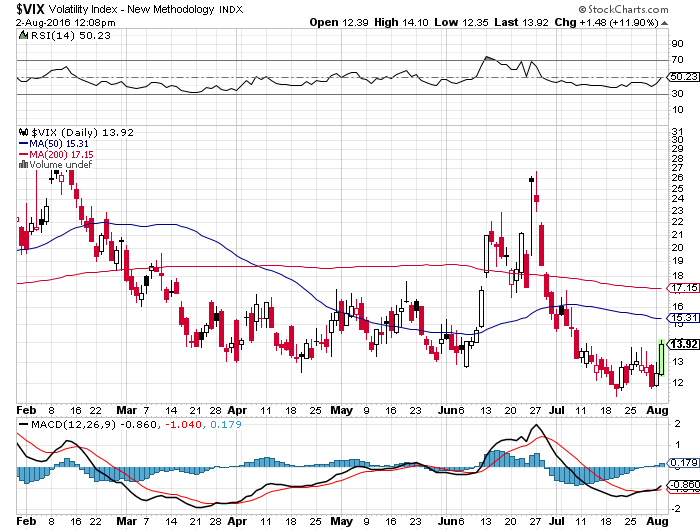 $VIX Volatility Index - New Methodology INDX
© StockCharts.com
2-Aug-2016 12:08pm
Open 12.39 High 14.10 Low 12.35 Last 13.92 Chg +1.48 (+11.90%)
RSI(14) 50.23
90
70
50.23
30
10
$VIX (Daily) 13.92
MA(50) 15.31
MA(200) 17.15
Volume undef
31
30
29
28
27
26
25
24
23
22
21
20
19
18
17.15
16
15.31
13.92
13
12
Feb 8 16 22 Mar 7 14 21 28 Apr 11 18 25 May 9 16 23 Jun 6 13 20 27 Jul 11 18 25 Aug
MACD(12,26,9) -0.860, -1.040, 0.179
2
1
0.179
-0.860
-2
Feb 8 16 22 Mar 7 14 21 28 Apr 11 18 25 May 9 16 23 Jun 6 13 20 27 Jul 11 18 25 Aug